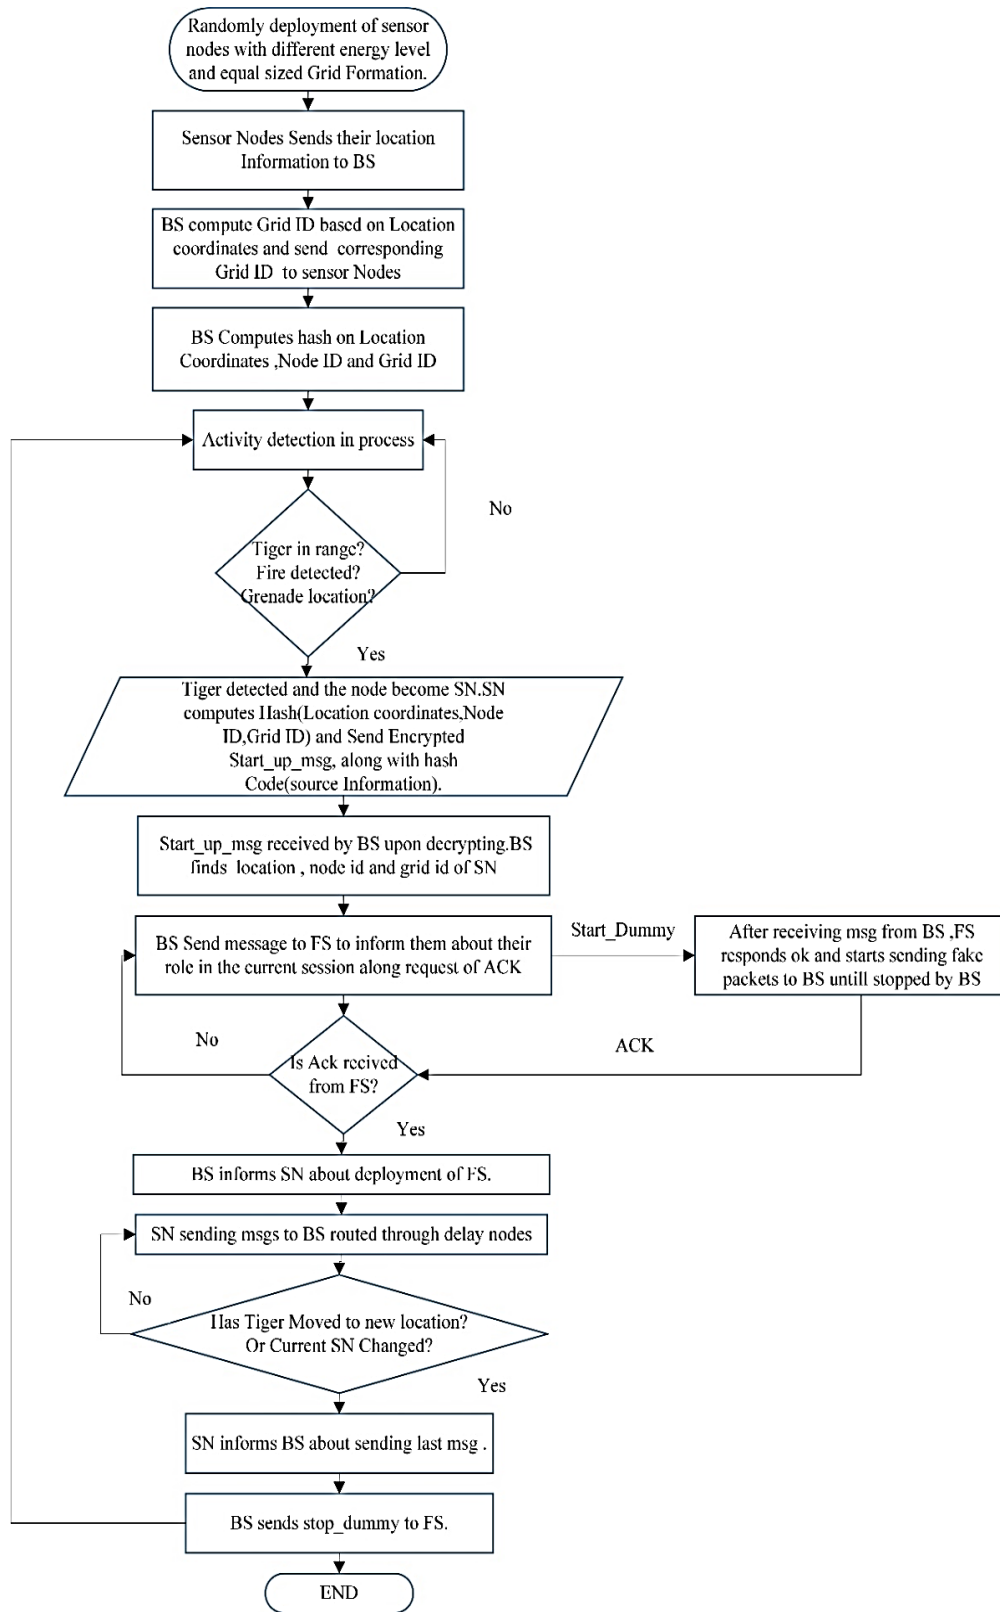 Randomly deployment of sensor
nodes with different energy level
and equal sized Grid Formation.
Sensor Nodes Sends their location
Information to BS
BS compute Grid ID based on Location
coordinates and send corresponding
Grid ID to sensor Nodes
BS Computes hash on Location
Coordinates ,Node ID and Grid ID
Activity detection in process
No
Tiger in range?
Fire detected?
Grenade location?
Yes
Tiger detected and the node become SN.SN
computes Hash(Location coordinates,Node
ID,Grid ID) and Send Encrypted
Start_up_msg, along with hash
Code(source Information).
Start_up_msg received by BS upon decrypting.BS
finds location , node id and grid id of SN
BS Send message to FS to inform them about their
role in the current session along request of ACK
Start_Dummy
After receiving msg from BS ,FS
responds ok and starts sending fake
packets to BS untill stopped by BS
No
Is Ack recived
from FS?
ACK
Yes
BS informs SN about deployment of FS.
SN sending msgs to BS routed through delay nodes
No
Has Tiger Moved to new location?
Or Current SN Changed?
Yes
SN informs BS about sending last msg .
BS sends stop_dummy to FS.
END